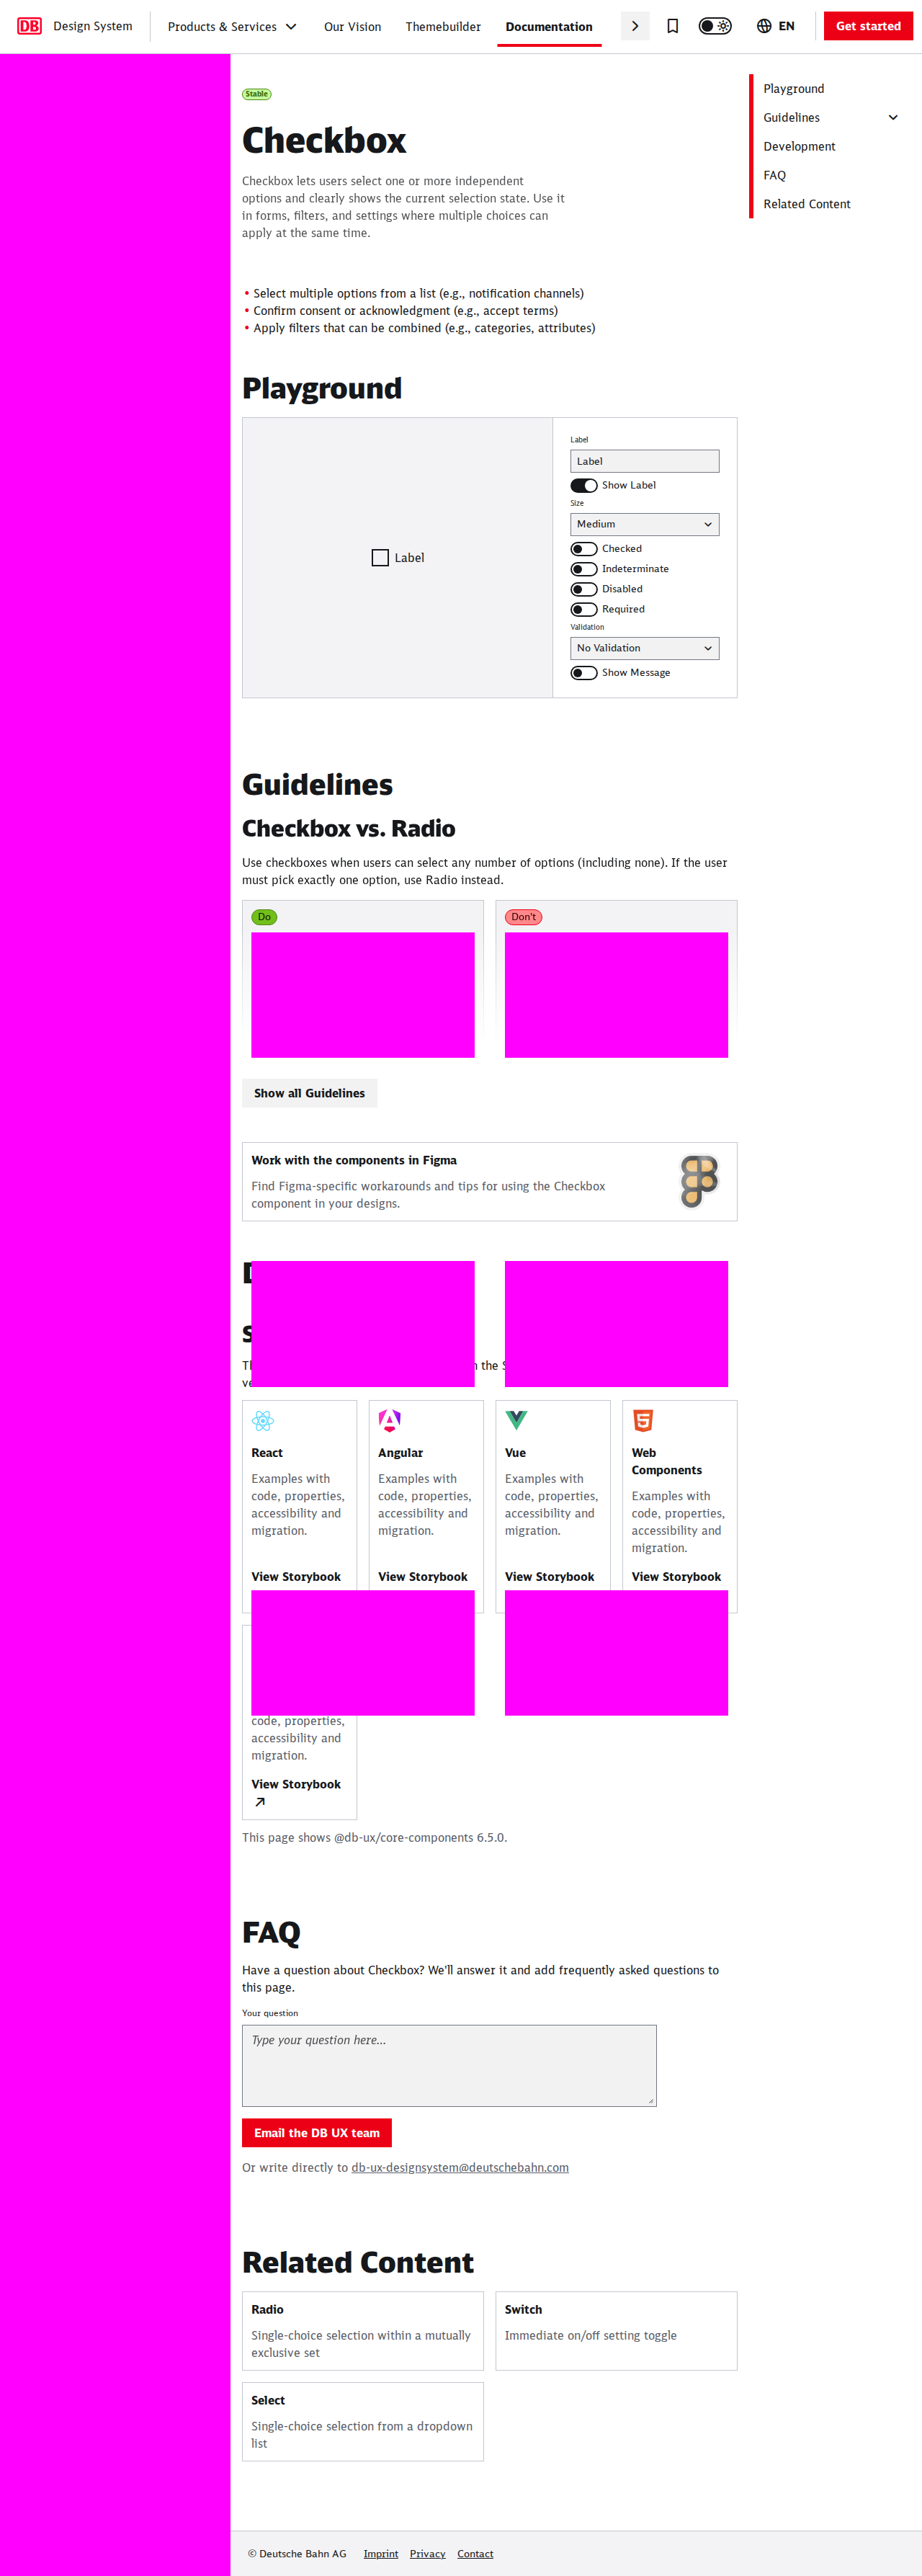 DB Design System Products & Services Our Vision Themebuilder Documentation EN Get started
Stable
Checkbox
Checkbox lets users select one or more independent
options and clearly shows the current selection state. Use it
in forms, filters, and settings where multiple choices can
apply at the same time.
Playground
Guidelines
Development
FAQ
Related Content
• Select multiple options from a list (e.g., notification channels)
• Confirm consent or acknowledgment (e.g., accept terms)
• Apply filters that can be combined (e.g., categories, attributes)
Playground
Label
Label
Label
Show Label
Size
Medium
Checked
Indeterminate
Disabled
Required
Validation
No Validation
Show Message
Guidelines
Checkbox vs. Radio
Use checkboxes when users can select any number of options (including none). If the user
must pick exactly one option, use Radio instead.
Do
Don't
Show all Guidelines
Work with the components in Figma
Find Figma-specific workarounds and tips for using the Checkbox
component in your designs.
the
React
Examples with
code, properties,
accessibility and
migration.
View Storybook
Angular
Examples with
code, properties,
accessibility and
migration.
View Storybook
Vue
Examples with
code, properties,
accessibility and
migration.
View Storybook
Web
Components
Examples with
code, properties,
accessibility and
migration.
View Storybook
code, properties,
accessibility and
migration.
View Storybook
This page shows @db-ux/core-components 6.5.0.
FAQ
Have a question about Checkbox? We'll answer it and add frequently asked questions to
this page.
Your question
Type your question here...
Email the DB UX team
Or write directly to db-ux-designsystem@deutschebahn.com
Related Content
Radio
Single-choice selection within a mutually
exclusive set
Switch
Immediate on/off setting toggle
Select
Single-choice selection from a dropdown
list
© Deutsche Bahn AG Imprint Privacy Contact